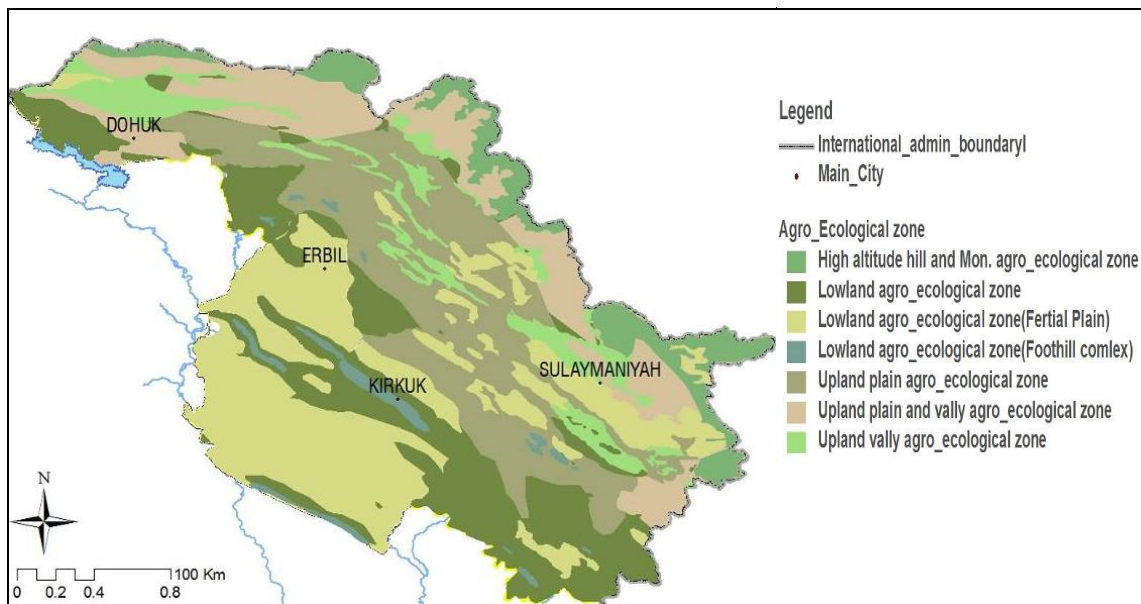 DOHUK
ERBIL
KIRKUK
SULAYMANIYAH
N
100 Km
0 0.2 0.4 0.8
Legend
International_admin_boundaryl
Main_City
Agro_Ecological zone
High altitude hill and Mon. agro_ecological zone
Lowland agro_ecological zone
Lowland agro_ecological zone(Fertial Plain)
Lowland agro_ecological zone(Foothill comlex)
Upland plain agro_ecological zone
Upland plain and vally agro_ecological zone
Upland vally agro_ecological zone